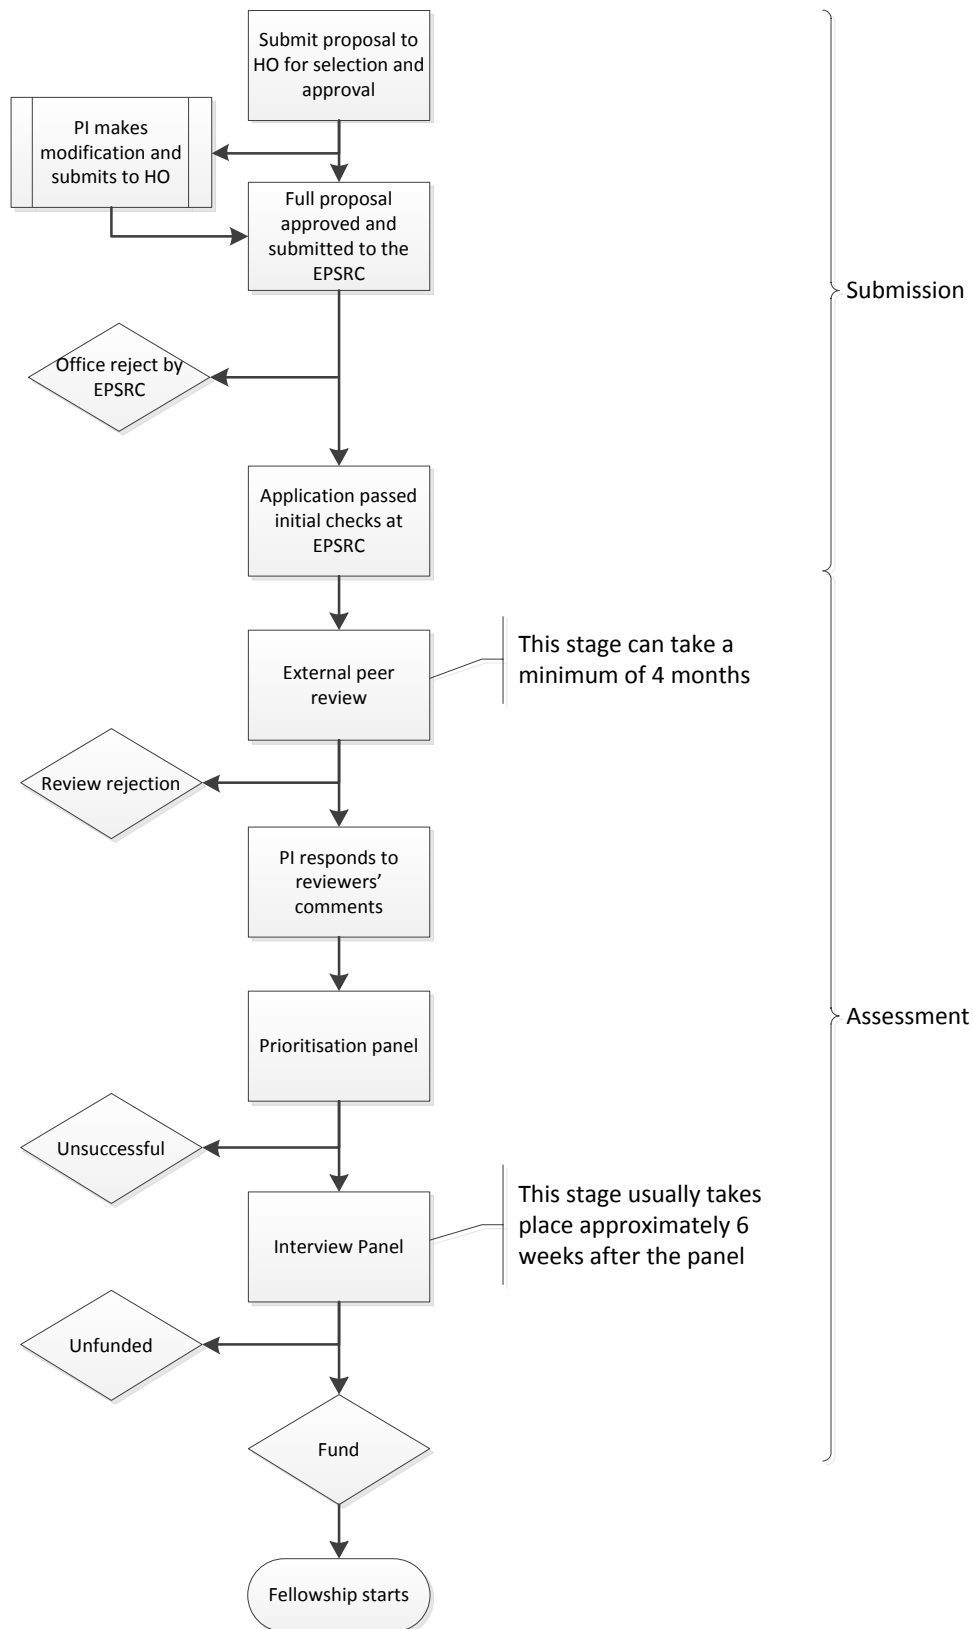 Submit proposal to
HO for selection and
approval
PI makes
modification and
submits to HO
Full proposal
approved and
submitted to the
EPSRC
Submission
Office reject by
EPSRC
Application passed
initial checks at
EPSRC
External peer
review
This stage can take a
minimum of 4 months
Review rejection
PI responds to
reviewers’
comments
Prioritisation panel
Assessment
Unsuccessful
Interview Panel
This stage usually takes
place approximately 6
weeks after the panel
Unfunded
Fund
Fellowship starts